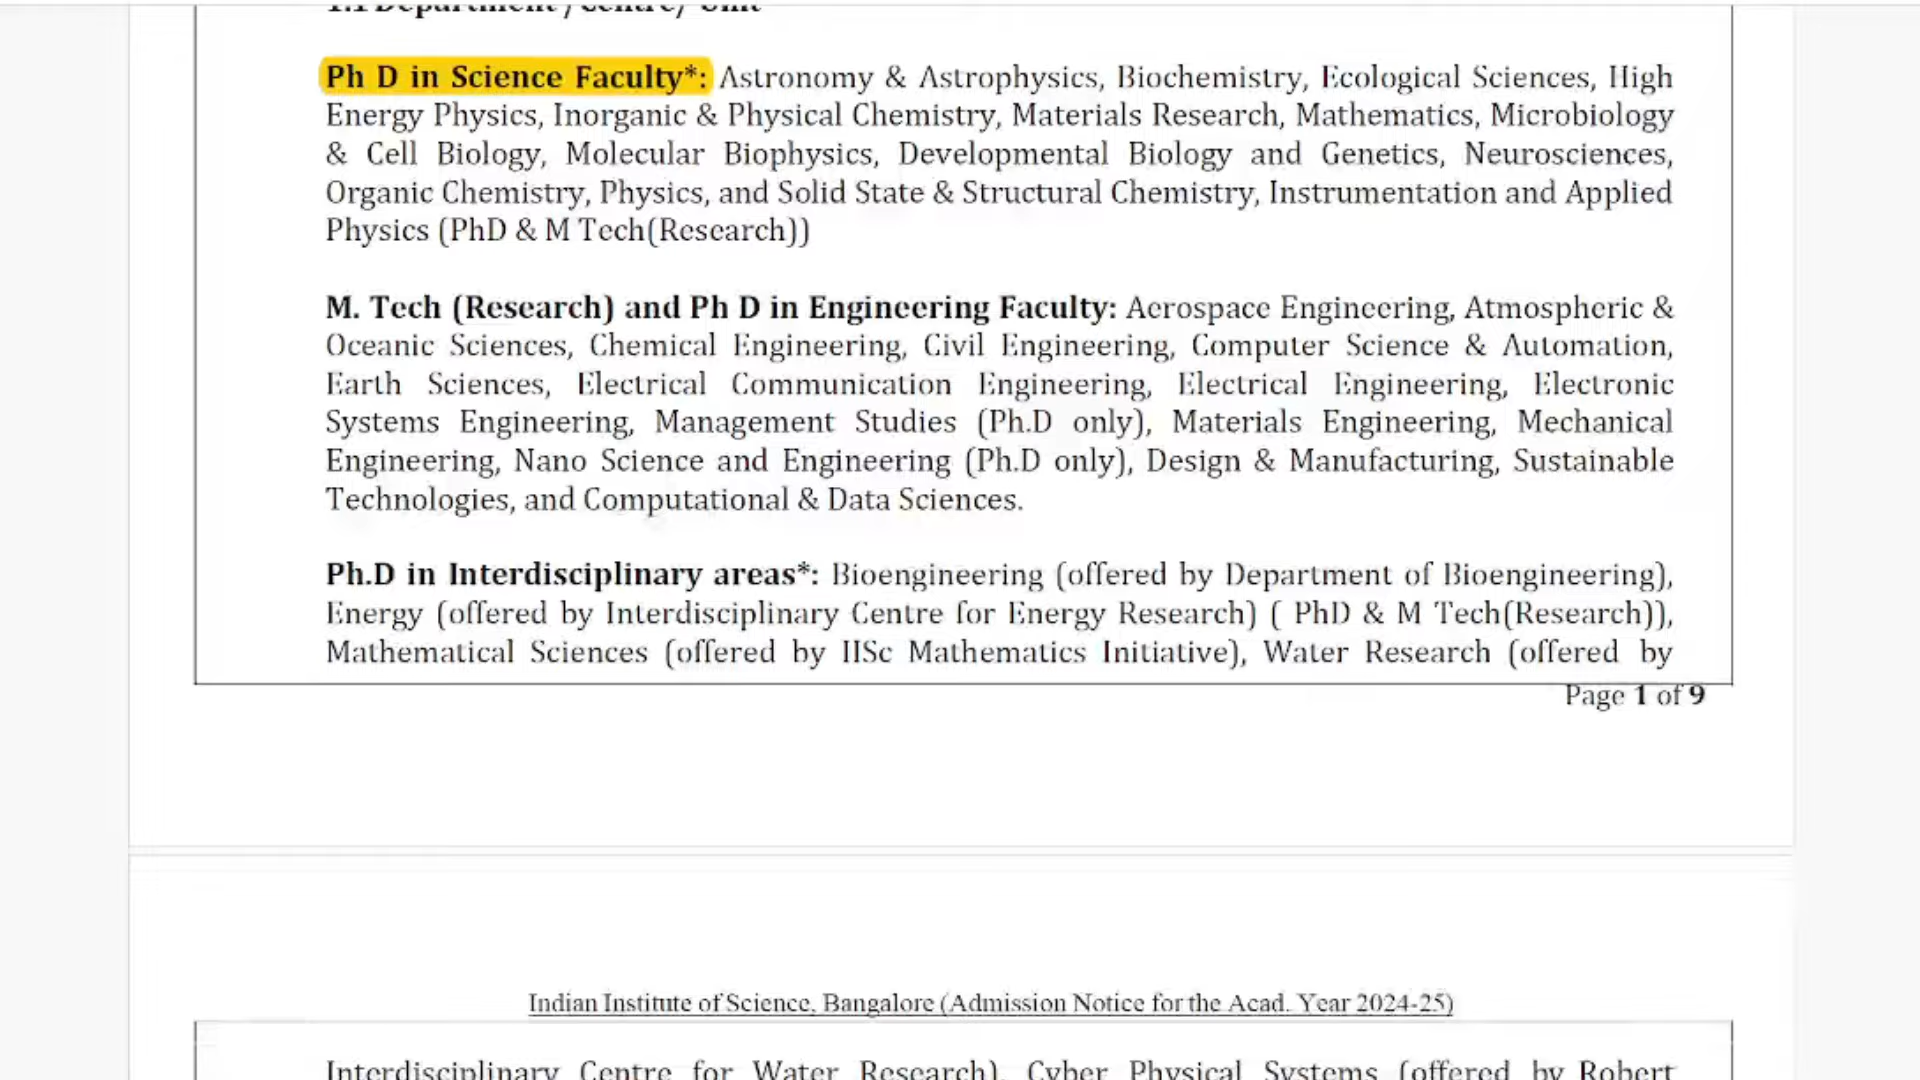 1.1 Department / Centre/ Unit
Ph D in Science Faculty*: Astronomy & Astrophysics, Biochemistry, Ecological Sciences, High
Energy Physics, Inorganic & Physical Chemistry, Materials Research, Mathematics, Microbiology
& Cell Biology, Molecular Biophysics, Developmental Biology and Genetics, Neurosciences,
Organic Chemistry, Physics, and Solid State & Structural Chemistry, Instrumentation and Applied
Physics (PhD & M Tech(Research))
M. Tech (Research) and Ph D in Engineering Faculty: Aerospace Engineering, Atmospheric &
Oceanic Sciences, Chemical Engineering, Civil Engineering, Computer Science & Automation,
Earth Sciences, Electrical Communication Engineering, Electrical Engineering, Electronic
Systems Engineering, Management Studies (Ph.D only), Materials Engineering, Mechanical
Engineering, Nano Science and Engineering (Ph.D only), Design & Manufacturing, Sustainable
Technologies, and Computational & Data Sciences.
Ph.D in Interdisciplinary areas*: Bioengineering (offered by Department of Bioengineering),
Energy (offered by Interdisciplinary Centre for Energy Research) ( PhD & M Tech(Research)),
Mathematical Sciences (offered by IISc Mathematics Initiative), Water Research (offered by
Page 1 of 9
Indian Institute of Science, Bangalore (Admission Notice for the Acad. Year 2024-25)
Interdisciplinary Centre for Water Research), Cyber Physical Systems (offered by Robert